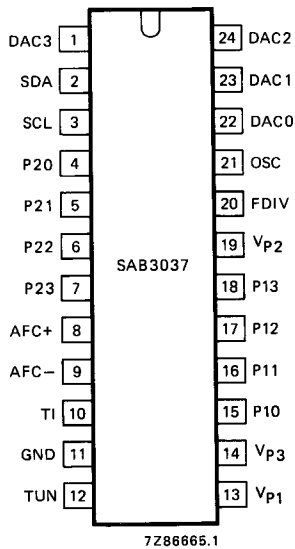 DAC3 1 24 DAC2
SDA 2 23 DAC1
SCL 3 22 DAC0
P20 4 21 OSC
P21 5 20 FDIV
P22 6 19 VP2
SAB3037
P23 7 18 P13
AFC+ 8 17 P12
AFC− 9 16 P11
TI 10 15 P10
GND 11 14 VP3
TUN 12 13 VP1
7Z86665.1